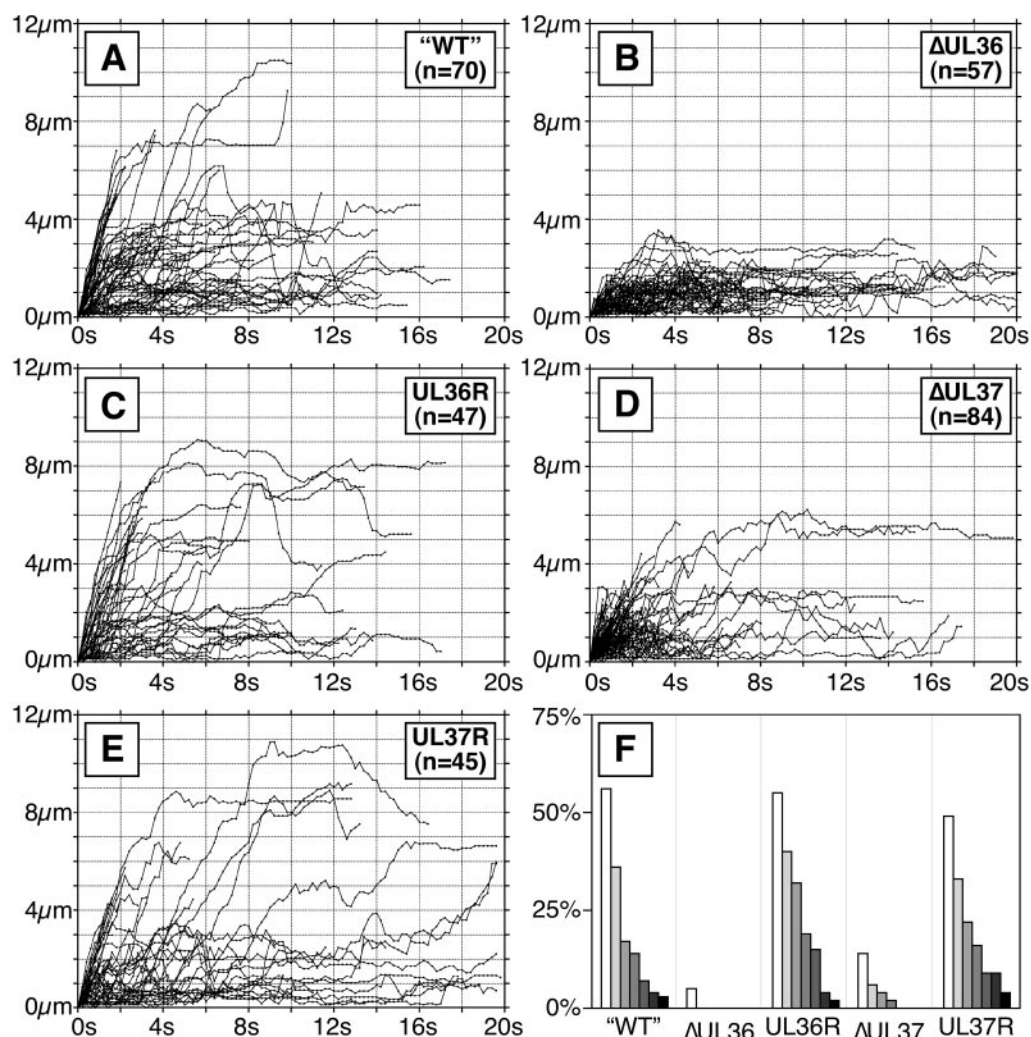 12µm
8µm
4µm
0µm
A
“WT”
(n=70)
0s 4s 8s 12s 16s 20s
12µm
8µm
4µm
0µm
B
ΔUL36
(n=57)
0s 4s 8s 12s 16s 20s
12µm
8µm
4µm
0µm
C
UL36R
(n=47)
0s 4s 8s 12s 16s 20s
12µm
8µm
4µm
0µm
D
ΔUL37
(n=84)
0s 4s 8s 12s 16s 20s
12µm
8µm
4µm
0µm
E
UL37R
(n=45)
0s 4s 8s 12s 16s 20s
75%
50%
25%
0%
F
“WT” ΔUL36 UL36R ΔUL37 UL37R